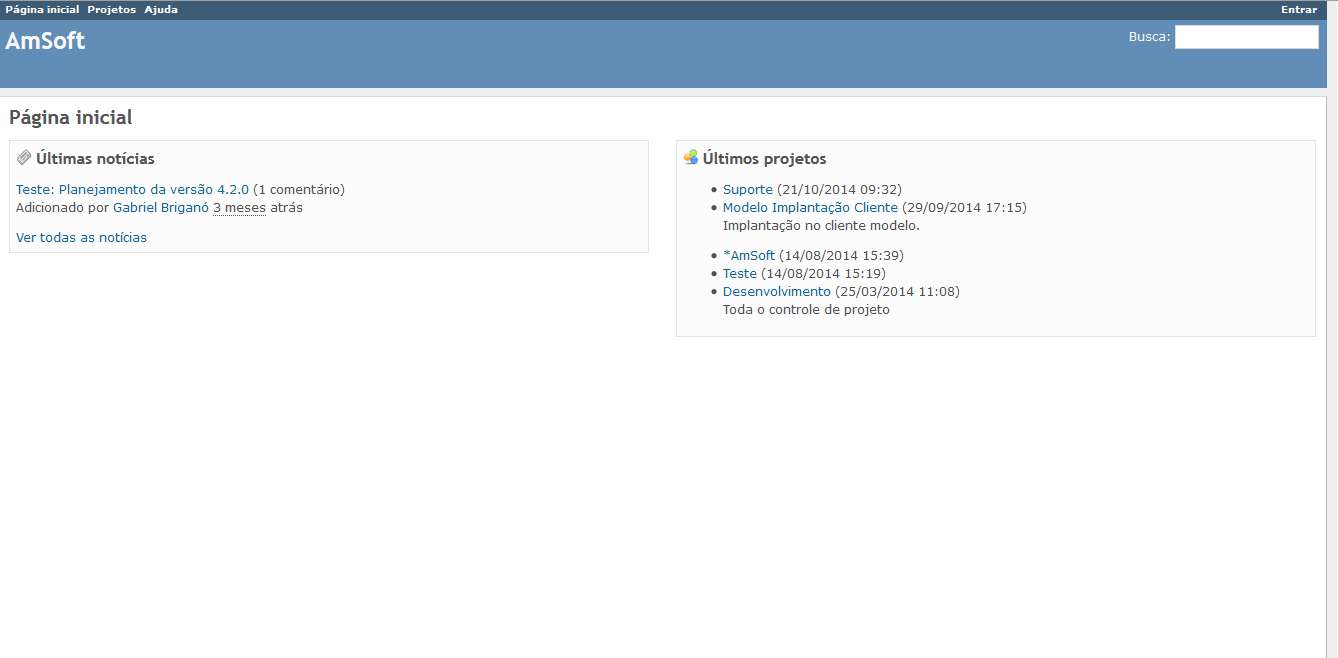 Página inicial Projetos Ajuda Entrar
AmSoft
Busca:
Página inicial
Últimas notícias
Teste: Planejamento da versão 4.2.0 (1 comentário)
Adicionado por Gabriel Briganó 3 meses atrás
Ver todas as notícias
Últimos projetos
• Suporte (21/10/2014 09:32)
• Modelo Implantação Cliente (29/09/2014 17:15)
Implantação no cliente modelo.
• *AmSoft (14/08/2014 15:39)
• Teste (14/08/2014 15:19)
• Desenvolvimento (25/03/2014 11:08)
Toda o controle de projeto